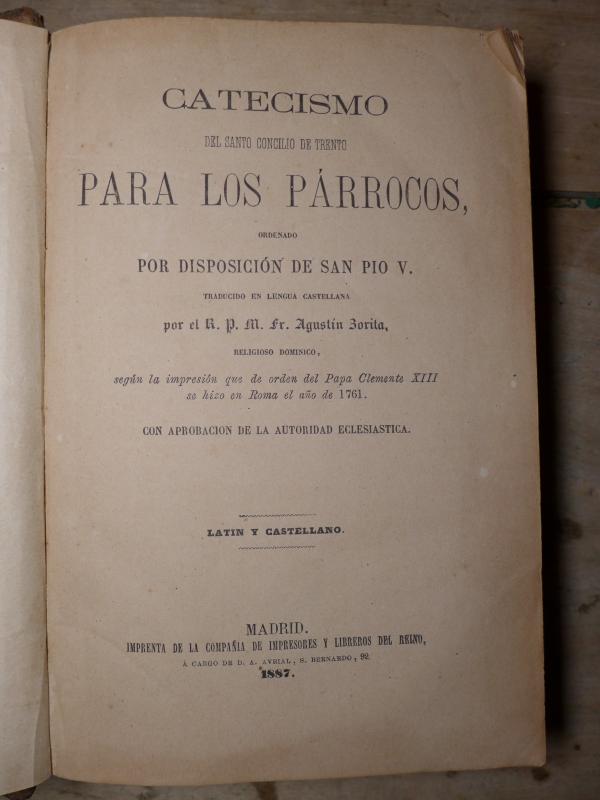 CATECISMO
DEL SANTO CONCILIO DE TRENTO
PARA LOS PÁRROCOS,
ORDENADO
POR DISPOSICIÓN DE SAN PIO V.
TRADUCIDO EN LENGUA CASTELLANA
por el R. P. M. Fr. Agustín Zorita,
RELIGIOSO DOMINICO,
según la impresión que de orden del Papa Clemente XIII
se hizo en Roma el año de 1761.
CON APROBACION DE LA AUTORIDAD ECLESIASTICA.
LATIN Y CASTELLANO.
MADRID.
IMPRENTA DE LA COMPAÑIA DE IMPRESORES Y LIBREROS DEL REINO,
Á CARGO DE D. A. AVRIAL, S. BERNARDO, 92.
1887.